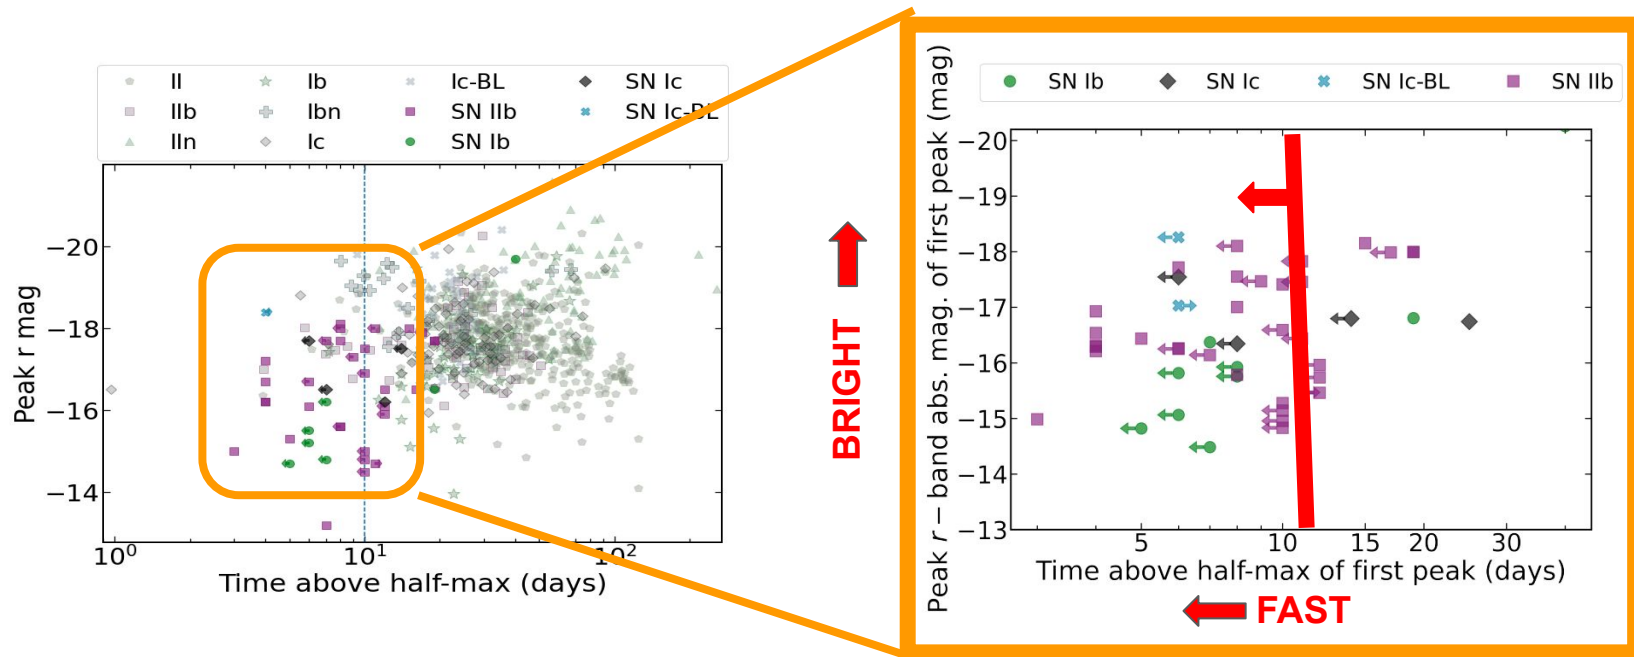 II
Ib
Ic-BL
SN Ic
IIb
Ibn
SN IIb
SN Ic-BL
IIn
Ic
SN Ib
−20
−18
−16
−14
10⁰
10¹
10²
Peak r mag
Time above half-max (days)
BRIGHT
SN Ib
SN Ic
SN Ic-BL
SN IIb
−20
−19
−18
−17
−16
−15
−14
−13
5
10
15
20
30
Peak r − band abs. mag. of first peak (mag)
Time above half-max of first peak (days)
FAST